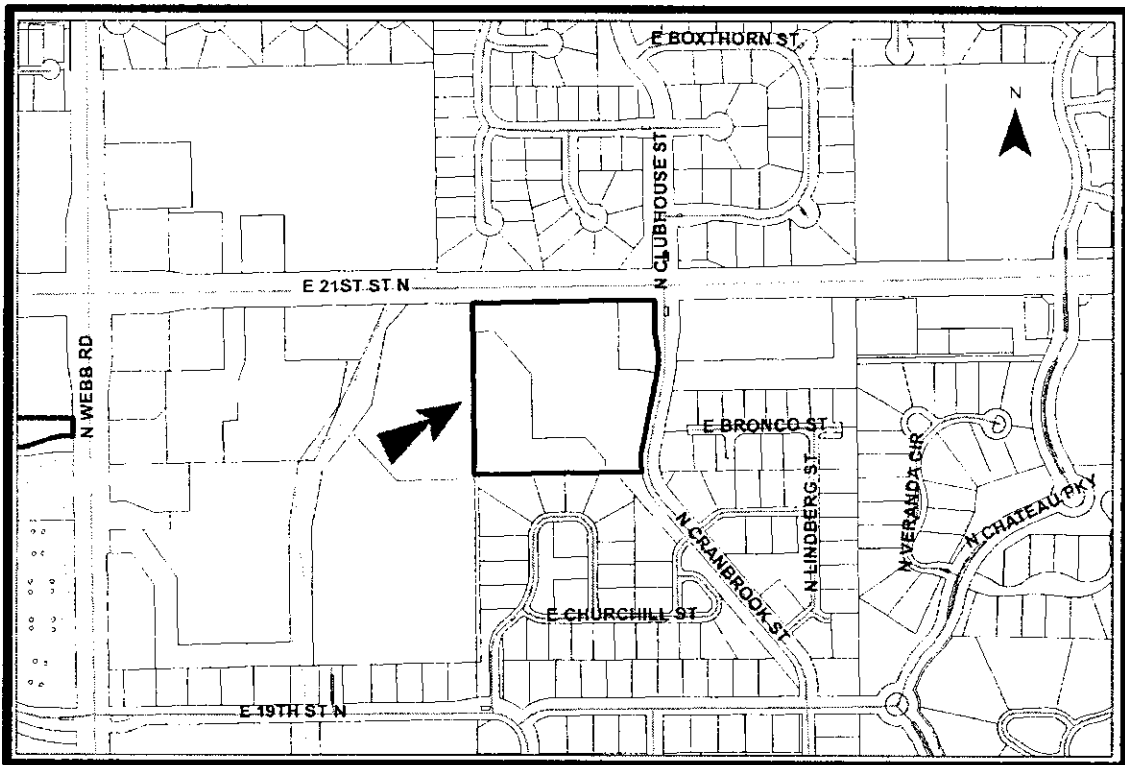 E BOXTHORN ST
N
N CLUBHOUSE ST
E 21ST ST N
N WEBB RD
E BRONCO ST
N LINDBERG ST
N VERANDA CIR
N CHATEAU PKY
N CRANBROOK ST
E CHURCHILL ST
E 19TH ST N